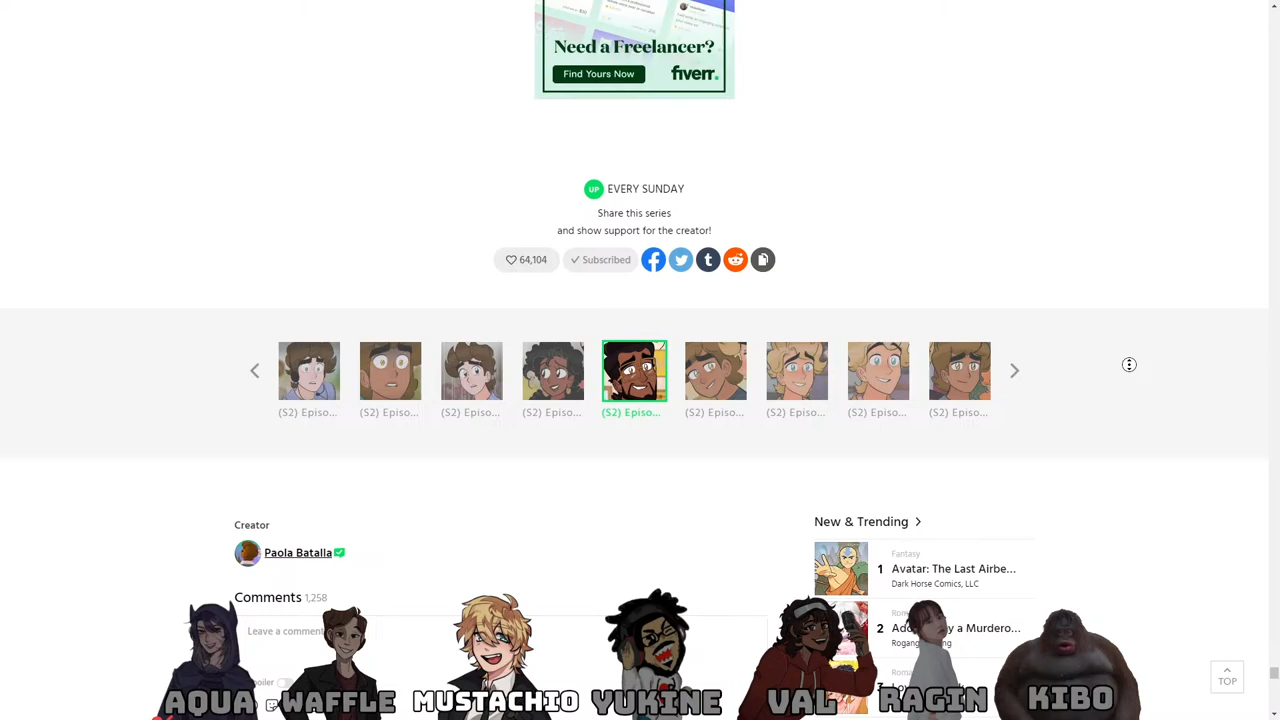 Need a Freelancer?
Find Yours Now
fiverr.
UP EVERY SUNDAY
Share this series
and show support for the creator!
64,104
Subscribed
(S2) Episo...
(S2) Episo...
(S2) Episo...
(S2) Episo...
(S2) Episo...
(S2) Episo...
(S2) Episo...
(S2) Episo...
(S2) Episo...
Creator
Paola Batalla
Comments 1,258
Leave a comment
New & Trending
Fantasy
1 Avatar: The Last Airbe...
Dark Horse Comics, LLC
2
TOP
AQUA WAFFLE MUSTACHIO YUKINE VAL RAGIN KIBO